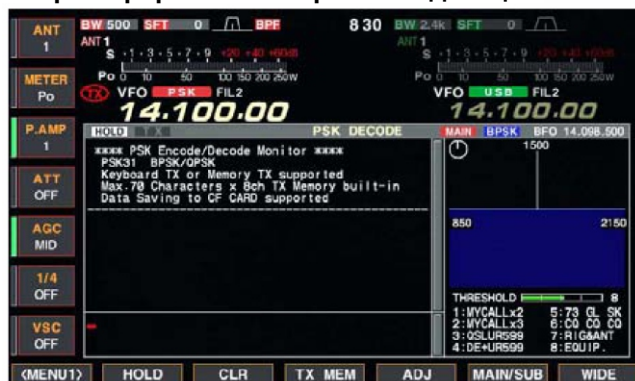 ANT
1
METER
Po
P.AMP
1
ATT
OFF
AGC
MID
1/4
OFF
VSC
OFF
BW 500 SFT 0 BPF
8 30
BW 2.4k SFT 0
ANT 1
S 1 3 5 7 9 +20 +40 +60dB
Po 0 10 50 100 150 200 250W
TX VFO PSK FIL2
14.100.00
ANT 1
S 1 3 5 7 9 +20 +40 +60dB
Po 0 10 50 100 150 200 250W
VFO USB FIL2
14.100.00
HOLD TX PSK DECODE MAIN BPSK BFO 14.098.500
**** PSK Encode/Decode Monitor ****
PSK31 BPSK/QPSK
Keyboard TX or Memory TX supported
Max.70 Characters x 8ch TX Memory built-in
Data Saving to CF CARD supported
1500
850 2150
THRESHOLD 8
1:MYCALLx2 5:73 GL SK
2:MYCALLx3 6:CQ CQ CQ
3:QSLUR599 7:RIG&ANT
4:DE+UR599 8:EQUIP.
<MENU1> HOLD CLR TX MEM ADJ MAIN/SUB WIDE